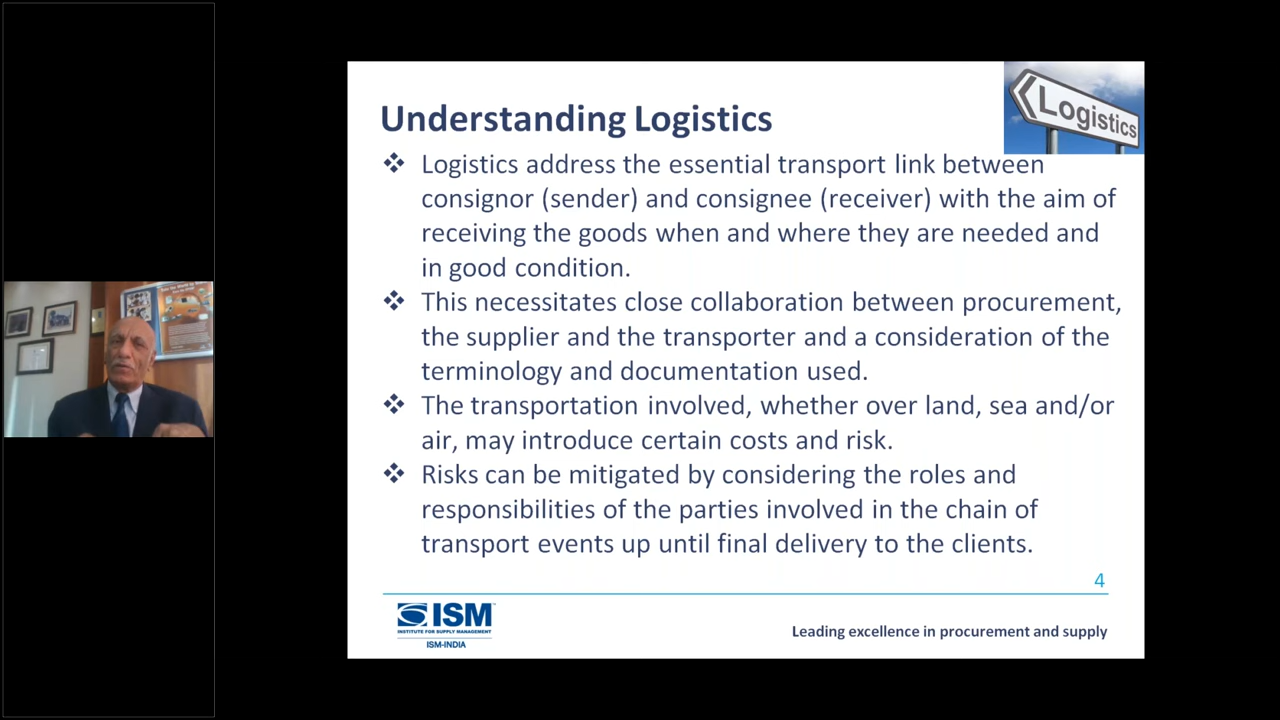 Understanding Logistics
Logistics
❖ Logistics address the essential transport link between
consignor (sender) and consignee (receiver) with the aim of
receiving the goods when and where they are needed and
in good condition.
❖ This necessitates close collaboration between procurement,
the supplier and the transporter and a consideration of the
terminology and documentation used.
❖ The transportation involved, whether over land, sea and/or
air, may introduce certain costs and risk.
❖ Risks can be mitigated by considering the roles and
responsibilities of the parties involved in the chain of
transport events up until final delivery to the clients.
4
ISM
INSTITUTE FOR SUPPLY MANAGEMENT
ISM-INDIA
Leading excellence in procurement and supply